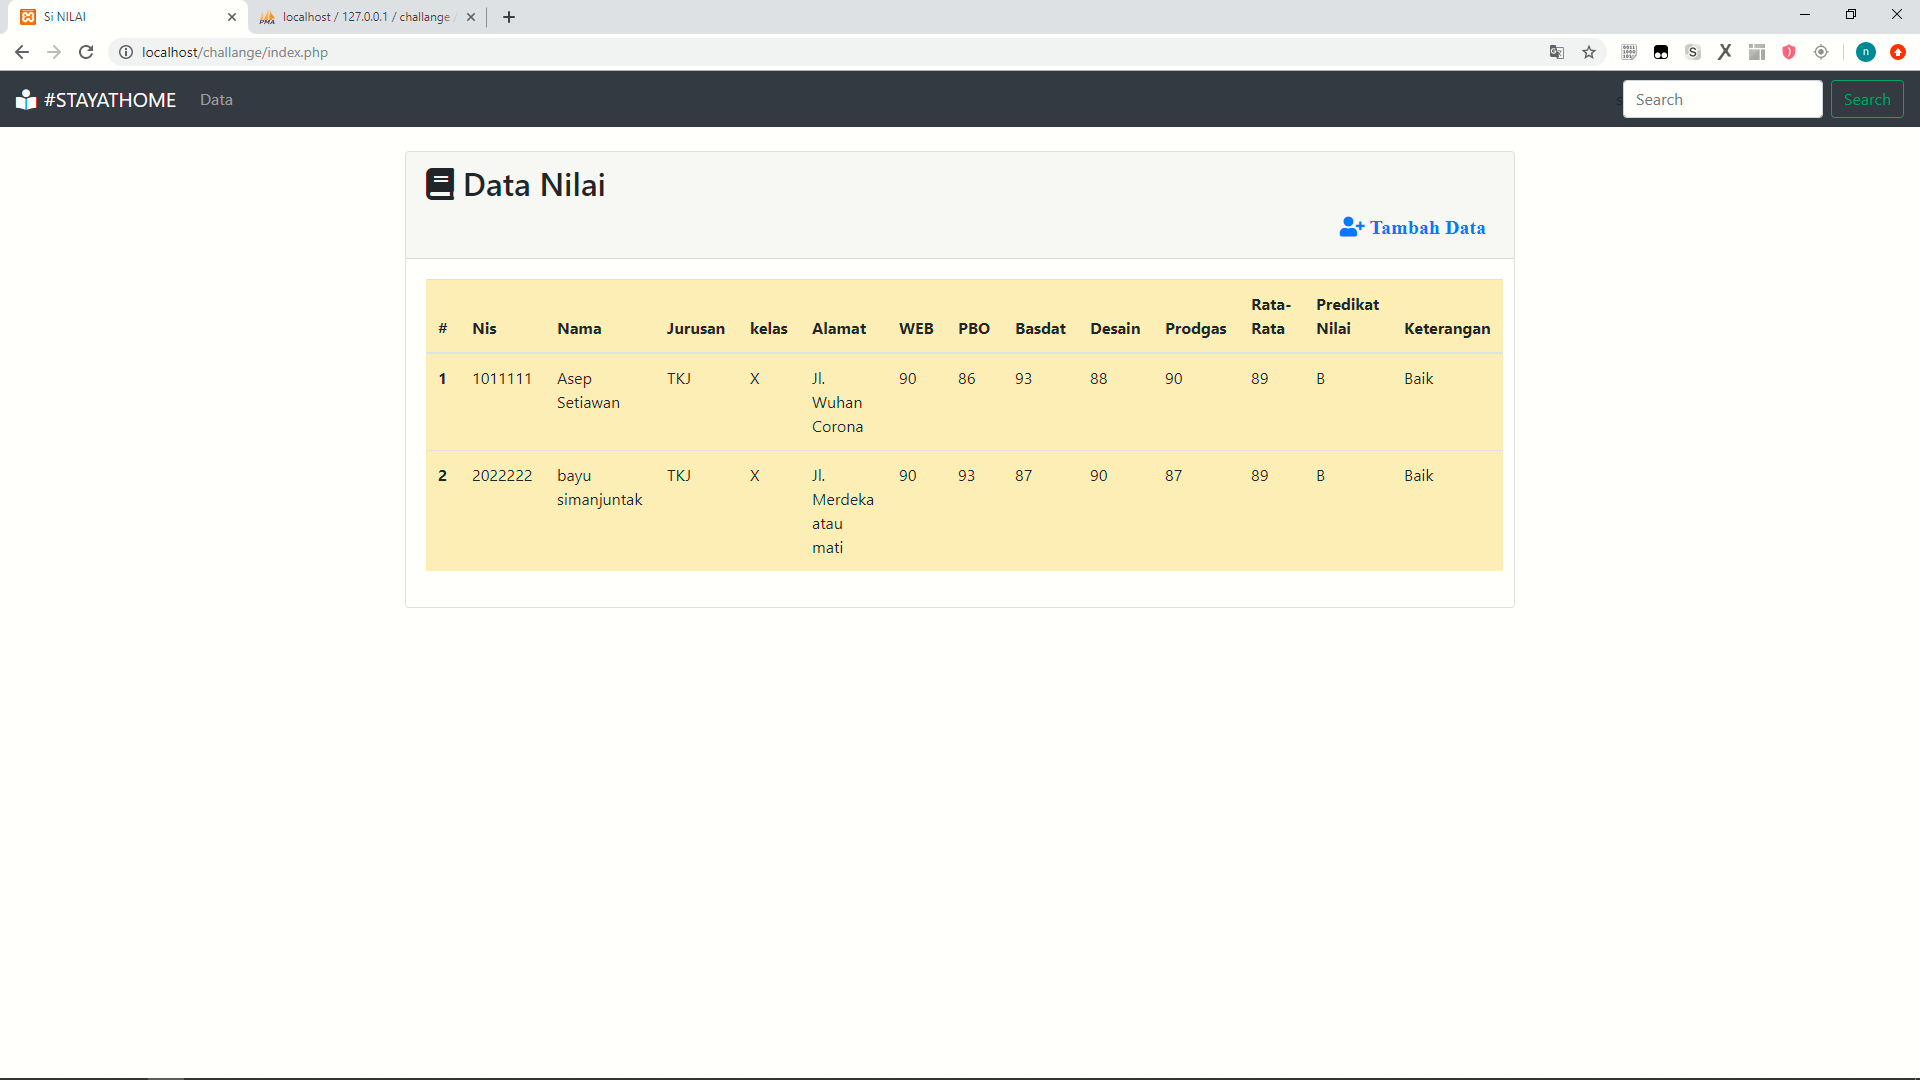 Si NILAI
localhost / 127.0.0.1 / challange
localhost/challange/index.php
#STAYATHOME Data s Search Search
Data Nilai
Tambah Data
# Nis Nama Jurusan kelas Alamat WEB PBO Basdat Desain Prodgas Rata-Rata Predikat Nilai Keterangan
1 1011111 Asep Setiawan TKJ X Jl. Wuhan Corona 90 86 93 88 90 89 B Baik
2 2022222 bayu simanjuntak TKJ X Jl. Merdeka atau mati 90 93 87 90 87 89 B Baik